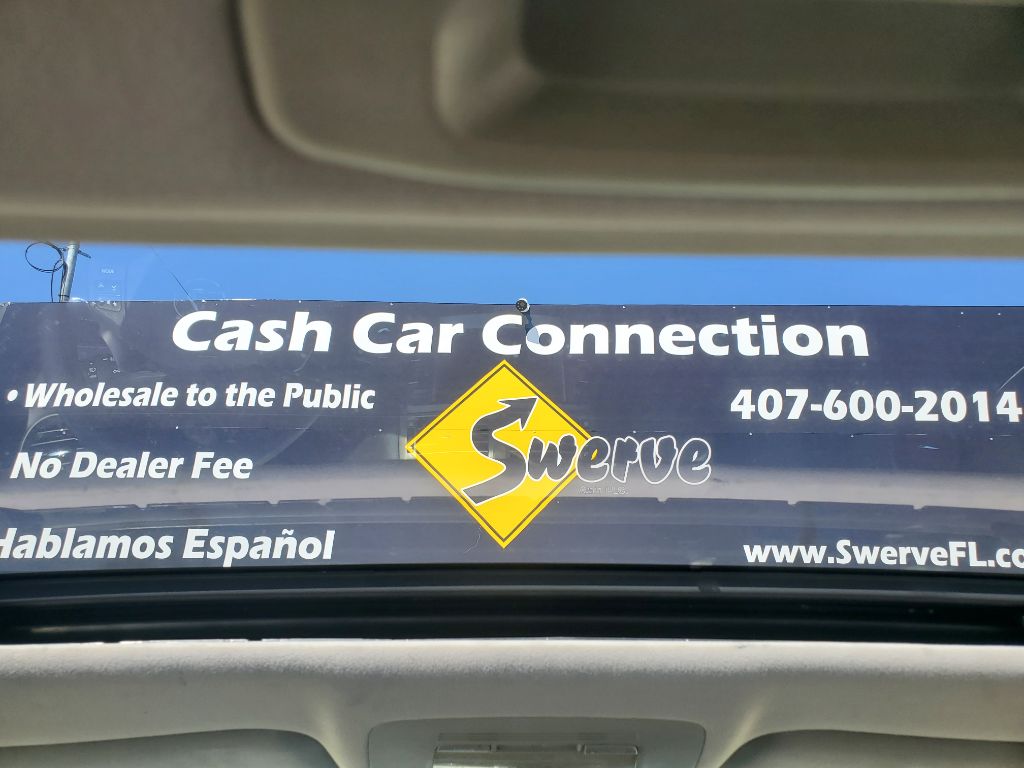 Cash Car Connection
• Wholesale to the Public
407-600-2014
Swerve
No Dealer Fee
Hablamos Español
www.SwerveFL.co